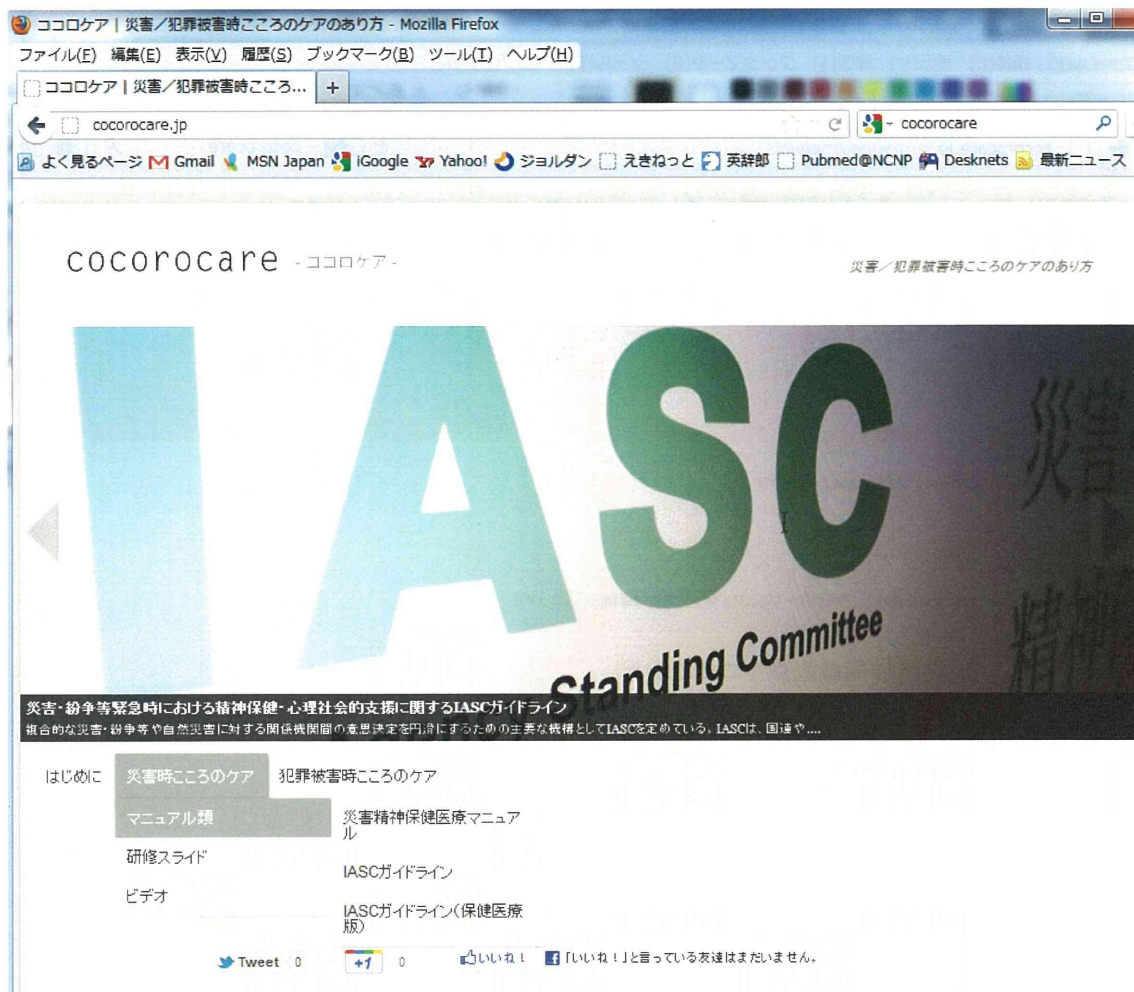 ココロケア | 災害／犯罪被害時こころのケアのあり方 - Mozilla Firefox
ファイル(F) 編集(E) 表示(V) 履歴(S) ブックマーク(B) ツール(T) ヘルプ(H)
ココロケア | 災害／犯罪被害時こころ... +
cocorocare.jp cocorocare
よく見るページ Gmail MSN Japan iGoogle Yahoo! ジョルダン えきねっと 英辞郎 Pubmed@NCNP Desknets 最新ニュース
cocorocare -ココロケア- 災害／犯罪被害時こころのケアのあり方
IASC
災害
精神
Standing Committee
災害・紛争等緊急時における精神保健・心理社会的支援に関するIASCガイドライン
複合的な災害・紛争等や自然災害に対する関係機関間の意思決定を円滑にするための主要な機構としてIASCを定めている。IASCは、国連や....
はじめに 災害時こころのケア 犯罪被害時こころのケア
マニュアル類 災害精神保健医療マニュア
ル
研修スライド
IASCガイドライン
ビデオ
IASCガイドライン(保健医療
版)
Tweet 0 +1 0 いいね！ 「いいね！」と言っている友達はまだいません。